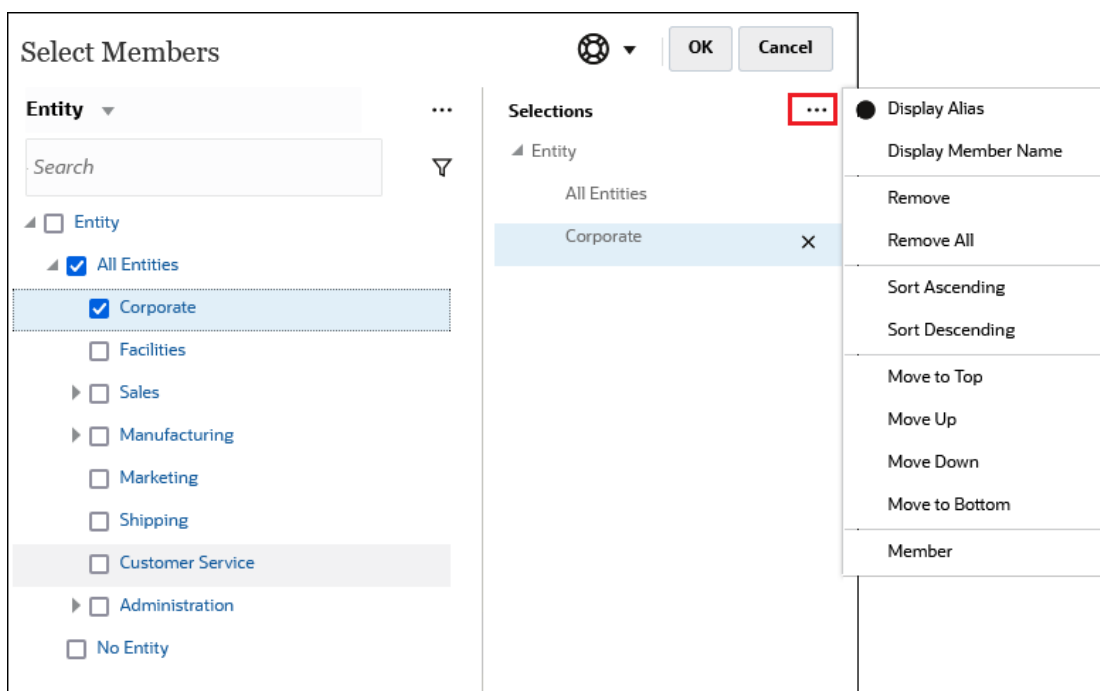 Select Members
OK
Cancel
Entity
Search
Entity
All Entities
Corporate
Facilities
Sales
Manufacturing
Marketing
Shipping
Customer Service
Administration
No Entity
Selections
Entity
All Entities
Corporate
Display Alias
Display Member Name
Remove
Remove All
Sort Ascending
Sort Descending
Move to Top
Move Up
Move Down
Move to Bottom
Member